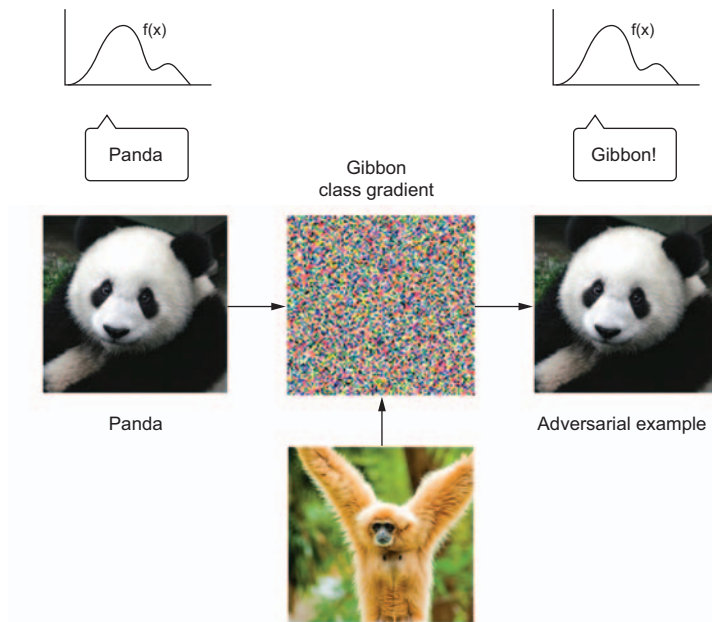 f(x)
f(x)
Panda
Gibbon!
Gibbon
class gradient
Panda
Adversarial example